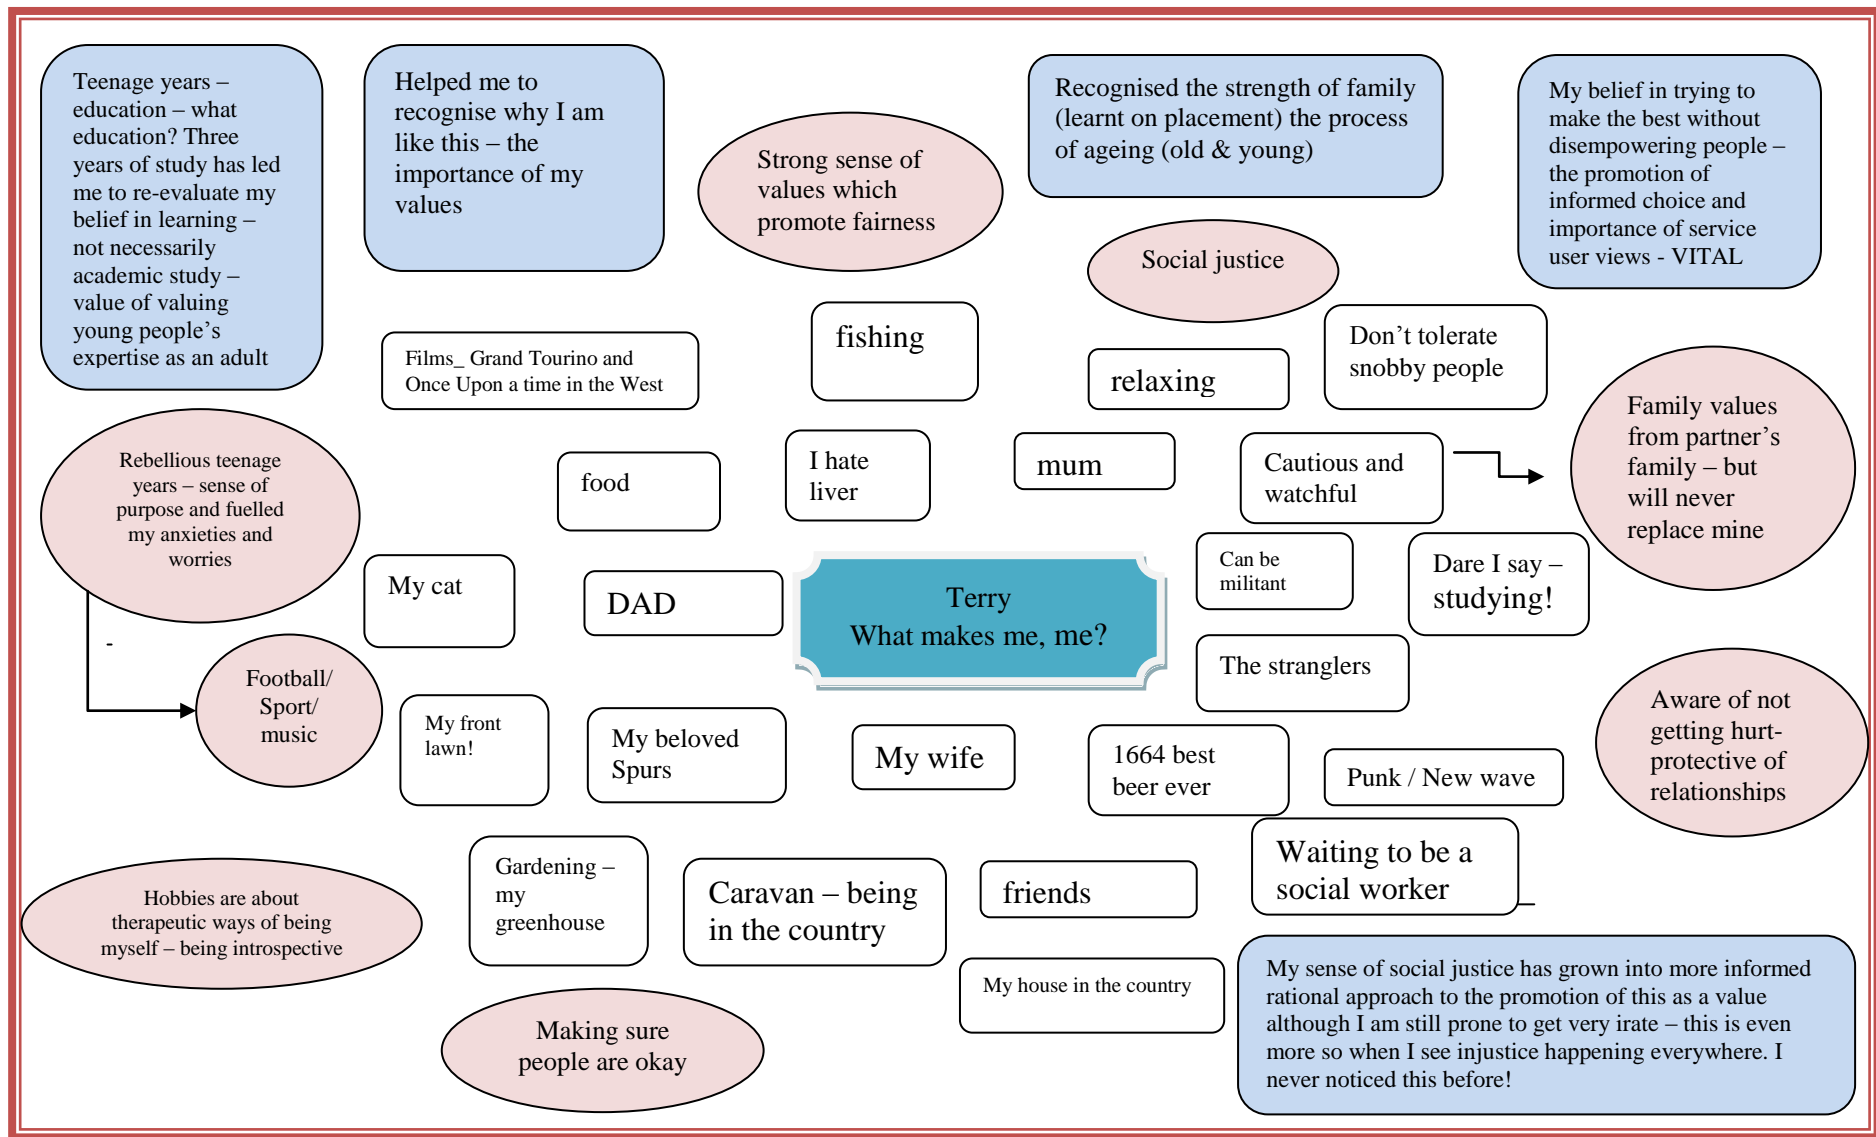 Teenage years –
education – what
education? Three
years of study has led
me to re-evaluate my
belief in learning –
not necessarily
academic study –
value of valuing
young people’s
expertise as an adult
Helped me to
recognise why I am
like this – the
importance of my
values
Strong sense of
values which
promote fairness
Recognised the strength of family
(learnt on placement) the process
of ageing (old & young)
My belief in trying to
make the best without
disempowering people –
the promotion of
informed choice and
importance of service
user views - VITAL
Social justice
Films_ Grand Tourino and
Once Upon a time in the West
fishing
relaxing
Don’t tolerate
snobby people
Family values
from partner’s
family – but
will never
replace mine
Rebellious teenage
years – sense of
purpose and fuelled
my anxieties and
worries
food
I hate
liver
mum
Cautious and
watchful
My cat
DAD
Terry
What makes me, me?
Can be
militant
Dare I say –
studying!
-
Football/
Sport/
music
The stranglers
Aware of not
getting hurt-
protective of
relationships
My front
lawn!
My beloved
Spurs
My wife
1664 best
beer ever
Punk / New wave
Hobbies are about
therapeutic ways of being
myself – being introspective
Gardening –
my
greenhouse
Caravan – being
in the country
friends
Waiting to be a
social worker
My house in the country
Making sure
people are okay
My sense of social justice has grown into more informed
rational approach to the promotion of this as a value
although I am still prone to get very irate – this is even
more so when I see injustice happening everywhere. I
never noticed this before!